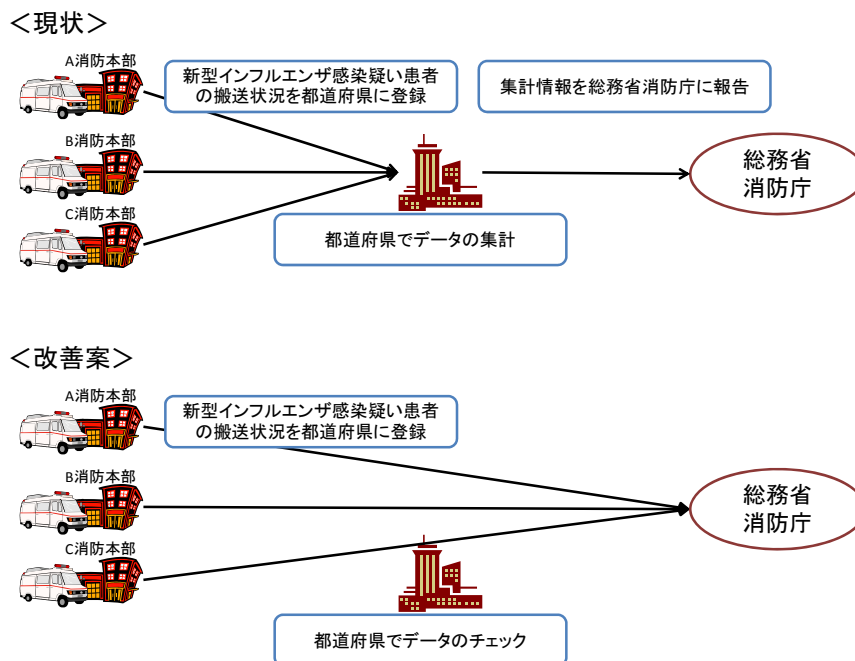 ＜現状＞
A消防本部
新型インフルエンザ感染疑い患者
の搬送状況を都道府県に登録
集計情報を総務省消防庁に報告
B消防本部
総務省
消防庁
C消防本部
都道府県でデータの集計
＜改善案＞
A消防本部
新型インフルエンザ感染疑い患者
の搬送状況を都道府県に登録
B消防本部
総務省
消防庁
C消防本部
都道府県でデータのチェック